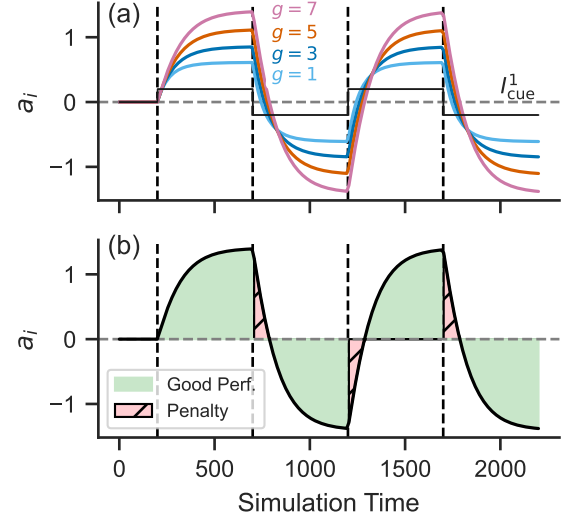 (a)
g = 7
g = 5
g = 3
g = 1
I¹cue
1
0
−1
aᵢ
(b)
1
0
−1
aᵢ
Good Perf.
Penalty
0 500 1000 1500 2000
Simulation Time